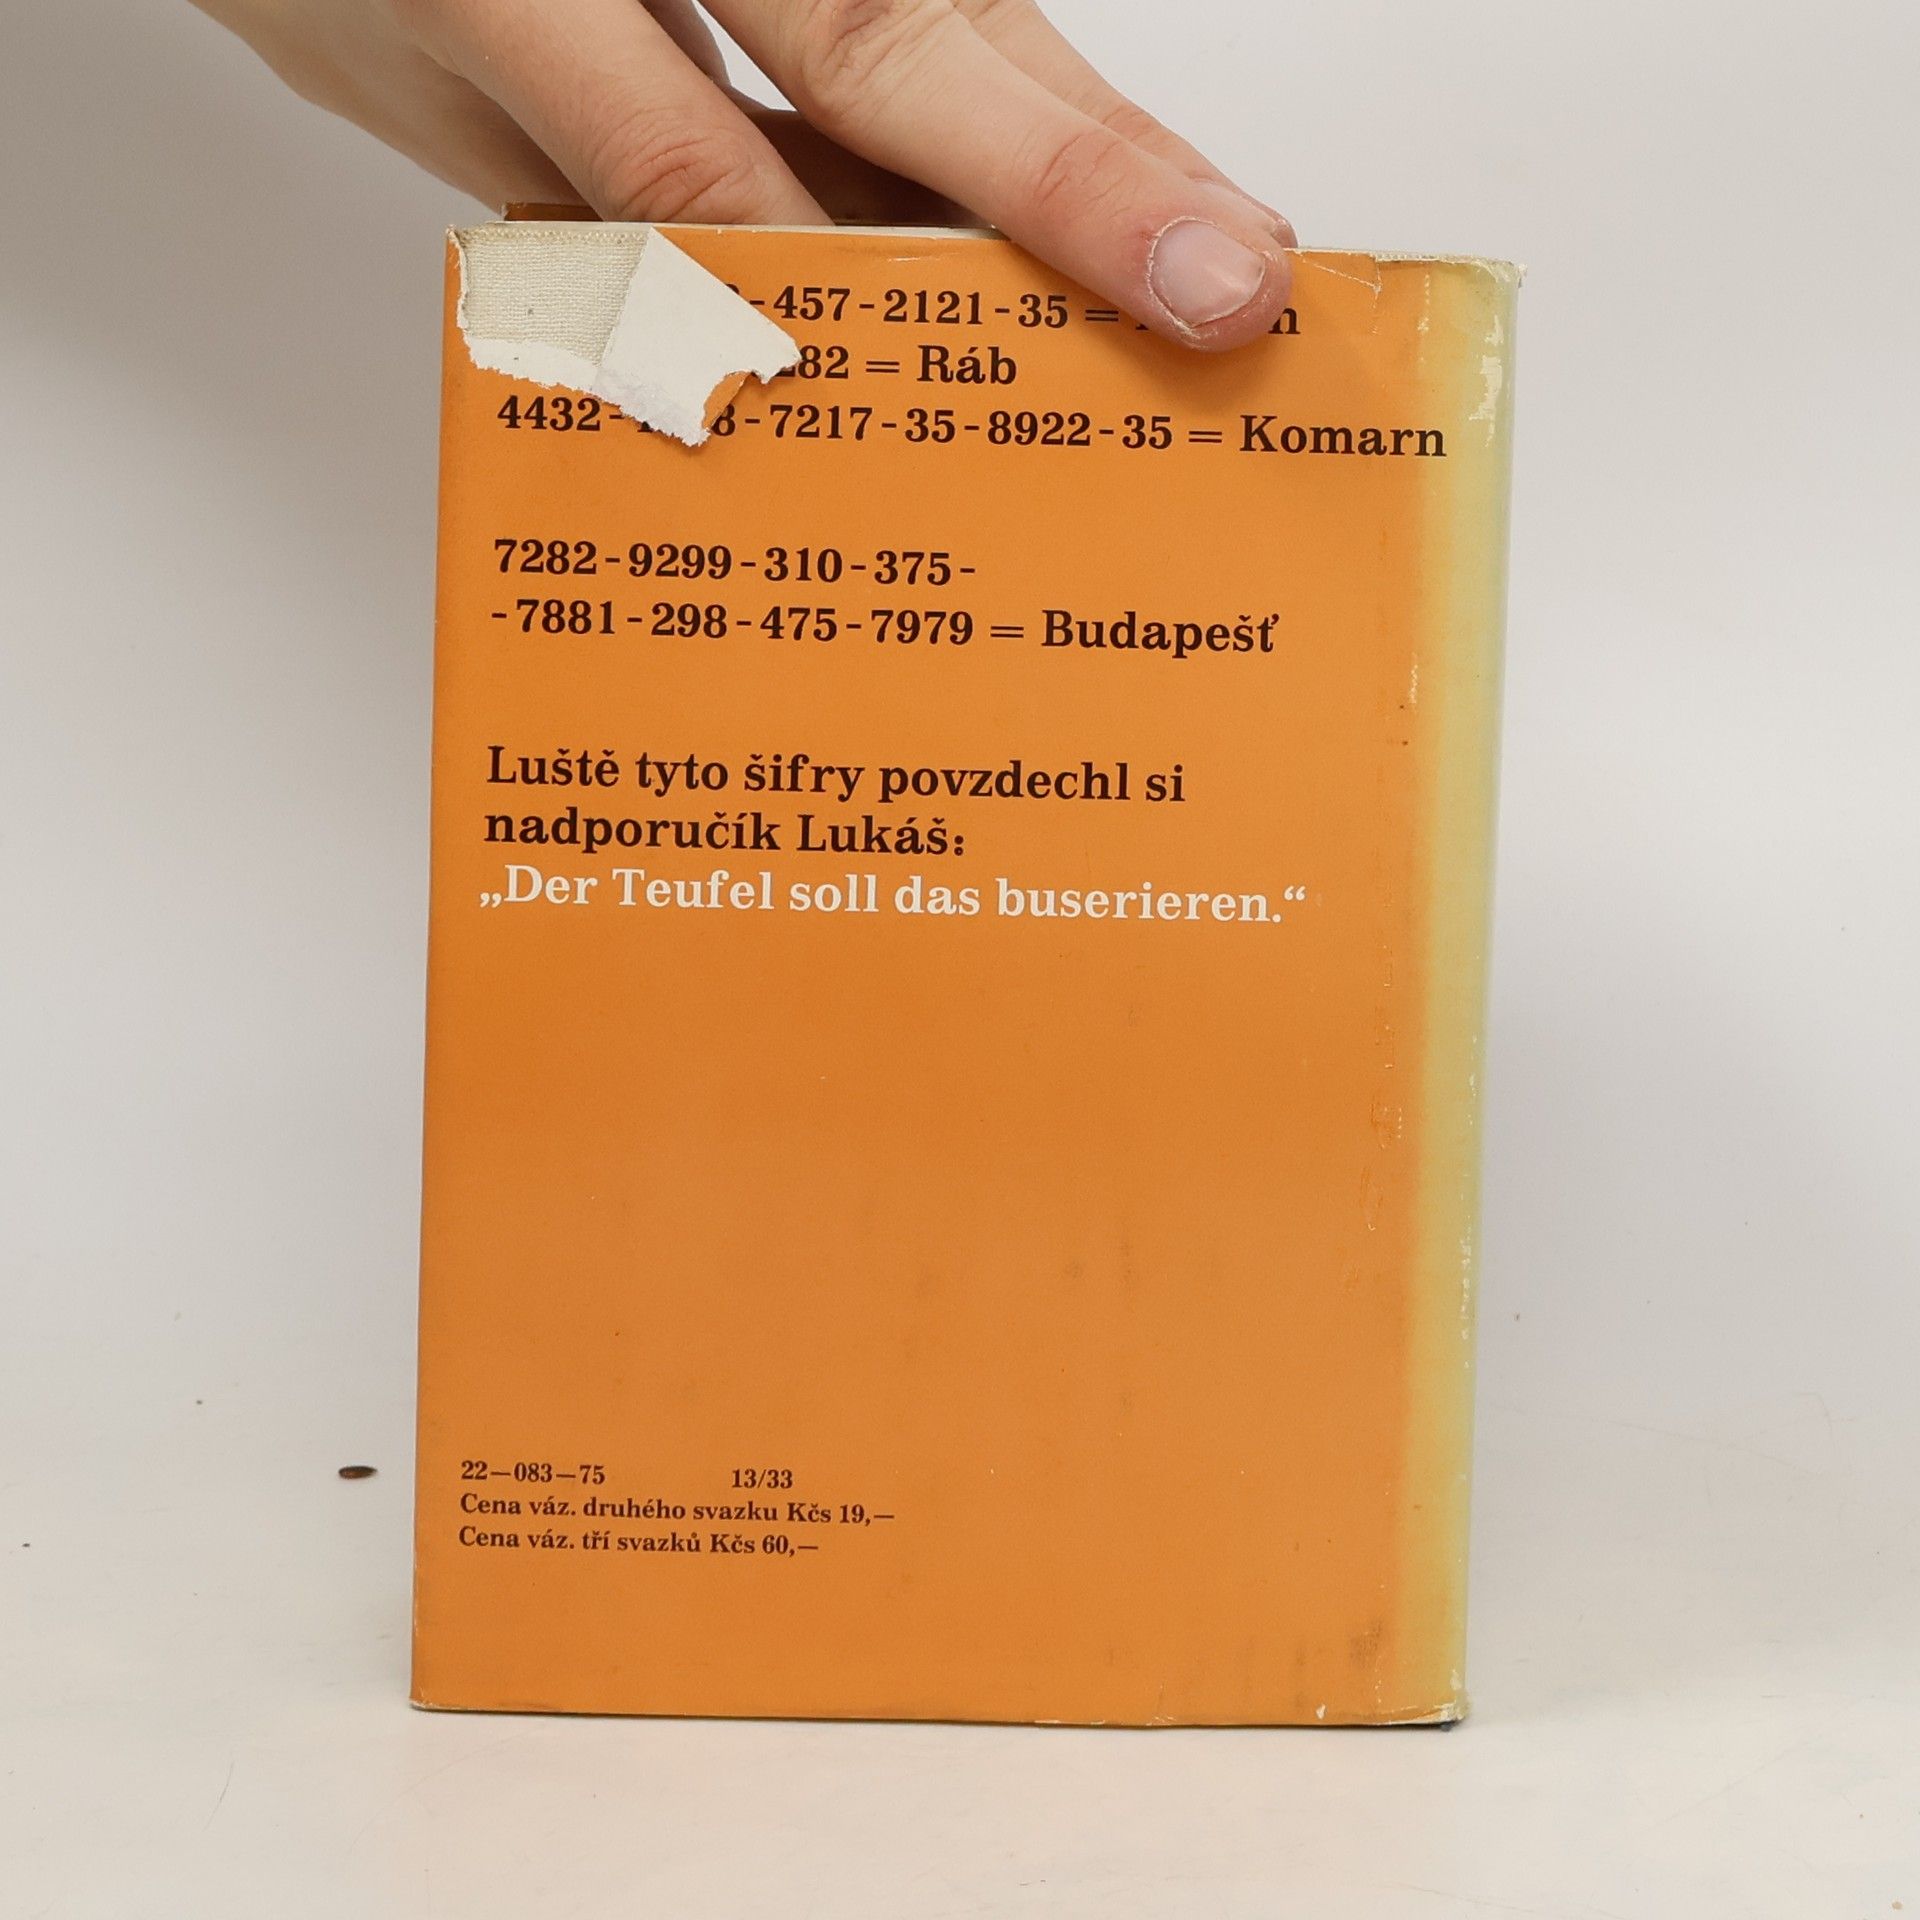 -457-2121-35 =
82 = Ráb
4432- 8-7217-35-8922-35 = Komarn
7282-9299-310-375-
-7881-298-475-7979 = Budapešť
Luště tyto šifry povzdechl si
nadporučík Lukáš:
„Der Teufel soll das buserieren.“
22—083—75 13/33
Cena váz. druhého svazku Kčs 19,—
Cena váz. tří svazků Kčs 60,—